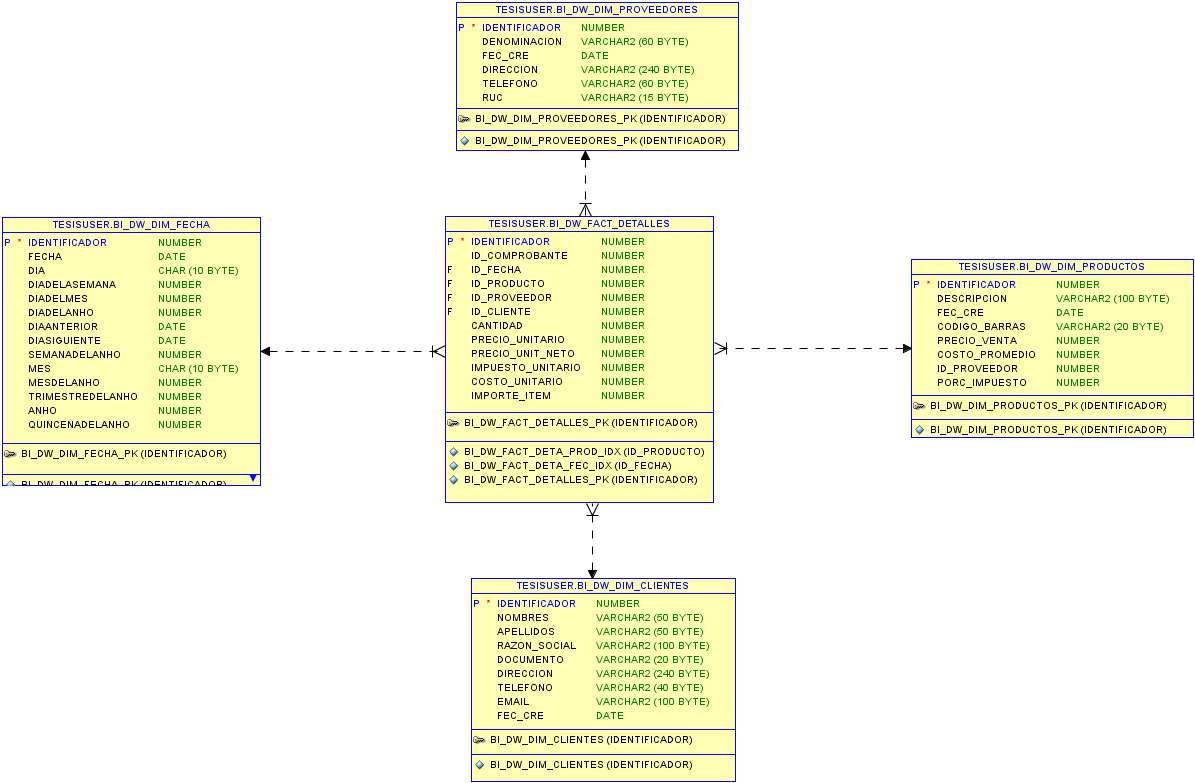 TESISUSER.BI_DW_DIM_PROVEEDORES
P * IDENTIFICADOR NUMBER
DENOMINACION VARCHAR2 (60 BYTE)
FEC_CRE DATE
DIRECCION VARCHAR2 (240 BYTE)
TELEFONO VARCHAR2 (60 BYTE)
RUC VARCHAR2 (15 BYTE)
BI_DW_DIM_PROVEEDORES_PK (IDENTIFICADOR)
BI_DW_DIM_PROVEEDORES_PK (IDENTIFICADOR)
TESISUSER.BI_DW_DIM_FECHA
P * IDENTIFICADOR NUMBER
FECHA DATE
DIA CHAR (10 BYTE)
DIADELASEMANA NUMBER
DIADELMES NUMBER
DIADELANHO NUMBER
DIAANTERIOR DATE
DIASIGUIENTE DATE
SEMANADELANHO NUMBER
MES CHAR (10 BYTE)
MESDELANHO NUMBER
TRIMESTREDELANHO NUMBER
ANHO NUMBER
QUINCENADELANHO NUMBER
BI_DW_DIM_FECHA_PK (IDENTIFICADOR)
BI_DW_DIM_FECHA_PK (IDENTIFICADOR)
TESISUSER.BI_DW_FACT_DETALLES
P * IDENTIFICADOR NUMBER
ID_COMPROBANTE NUMBER
F ID_FECHA NUMBER
F ID_PRODUCTO NUMBER
F ID_PROVEEDOR NUMBER
F ID_CLIENTE NUMBER
CANTIDAD NUMBER
PRECIO_UNITARIO NUMBER
PRECIO_UNIT_NETO NUMBER
IMPUESTO_UNITARIO NUMBER
COSTO_UNITARIO NUMBER
IMPORTE_ITEM NUMBER
BI_DW_FACT_DETALLES_PK (IDENTIFICADOR)
BI_DW_FACT_DETA_PROD_IDX (ID_PRODUCTO)
BI_DW_FACT_DETA_FEC_IDX (ID_FECHA)
BI_DW_FACT_DETALLES_PK (IDENTIFICADOR)
TESISUSER.BI_DW_DIM_PRODUCTOS
P * IDENTIFICADOR NUMBER
DESCRIPCION VARCHAR2 (100 BYTE)
FEC_CRE DATE
CODIGO_BARRAS VARCHAR2 (20 BYTE)
PRECIO_VENTA NUMBER
COSTO_PROMEDIO NUMBER
ID_PROVEEDOR NUMBER
PORC_IMPUESTO NUMBER
BI_DW_DIM_PRODUCTOS_PK (IDENTIFICADOR)
BI_DW_DIM_PRODUCTOS_PK (IDENTIFICADOR)
TESISUSER.BI_DW_DIM_CLIENTES
P * IDENTIFICADOR NUMBER
NOMBRES VARCHAR2 (50 BYTE)
APELLIDOS VARCHAR2 (50 BYTE)
RAZON_SOCIAL VARCHAR2 (100 BYTE)
DOCUMENTO VARCHAR2 (20 BYTE)
DIRECCION VARCHAR2 (240 BYTE)
TELEFONO VARCHAR2 (40 BYTE)
EMAIL VARCHAR2 (100 BYTE)
FEC_CRE DATE
BI_DW_DIM_CLIENTES (IDENTIFICADOR)
BI_DW_DIM_CLIENTES (IDENTIFICADOR)